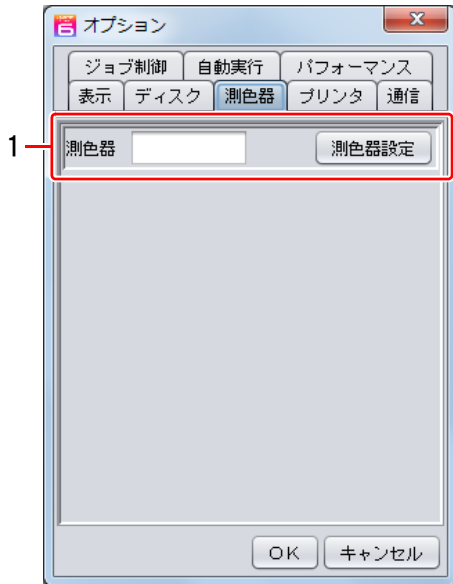 オプション
ジョブ制御 自動実行 パフォーマンス
表示 ディスク 測色器 プリンタ 通信
1
測色器 測色器設定
OK キャンセル